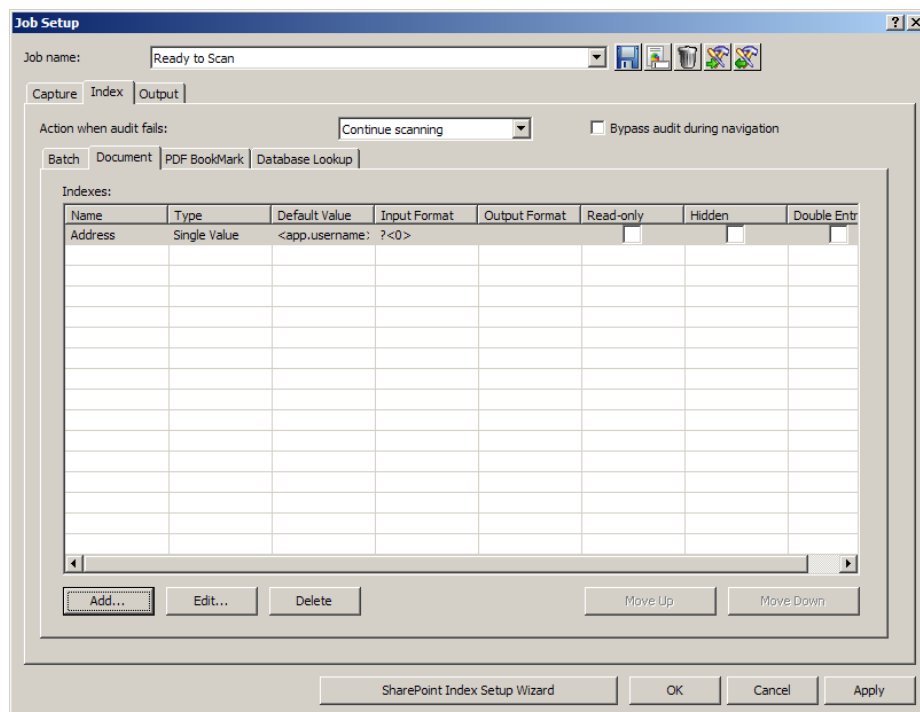 Job Setup
Job name: Ready to Scan
Capture Index Output
Action when audit fails: Continue scanning Bypass audit during navigation
Batch Document PDF BookMark Database Lookup
Indexes:
Name Type Default Value Input Format Output Format Read-only Hidden Double Entr
Address Single Value <app.username> ?<0>
Add... Edit... Delete Move Up Move Down
SharePoint Index Setup Wizard OK Cancel Apply